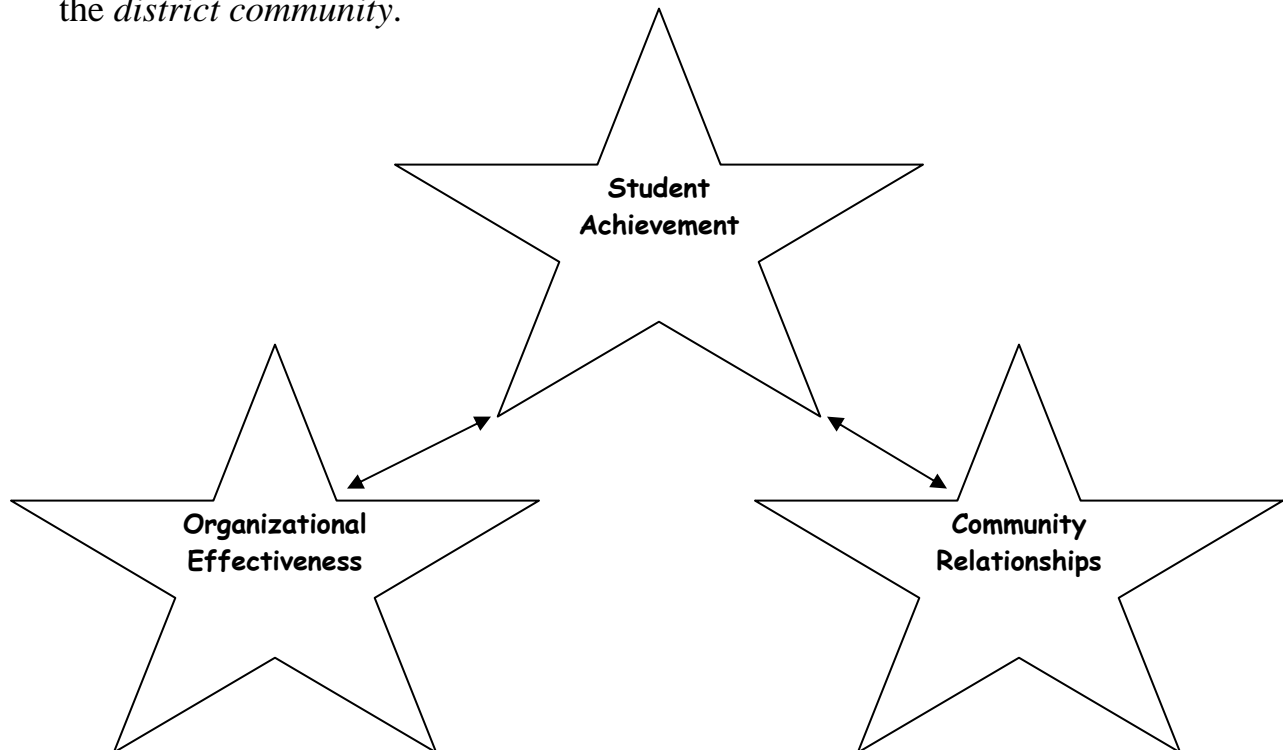 the district community.
Student
Achievement
Organizational
Effectiveness
Community
Relationships